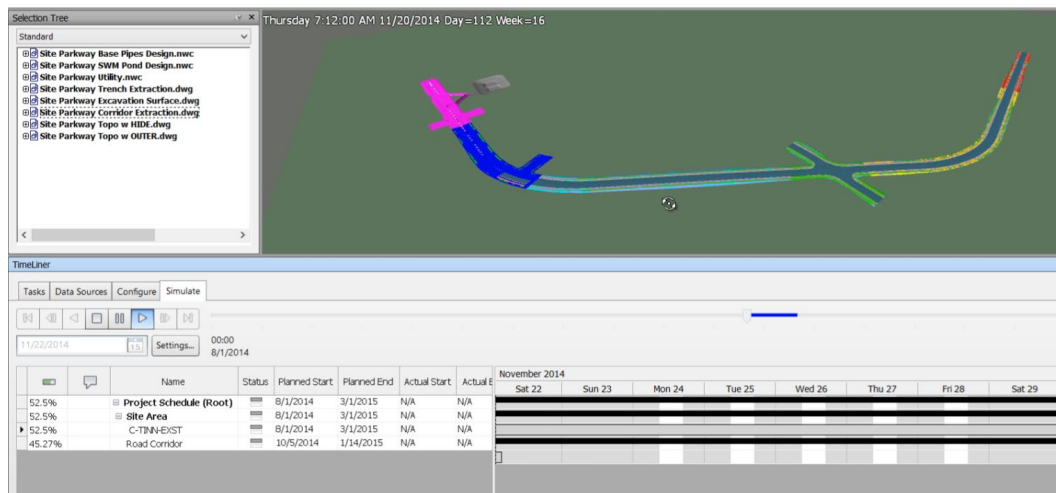 Selection Tree
Standard
Site Parkway Base Pipes Design.nwc
Site Parkway SWM Pond Design.nwc
Site Parkway Utility.nwc
Site Parkway Trench Extraction.dwg
Site Parkway Excavation Surface.dwg
Site Parkway Corridor Extraction.dwg
Site Parkway Topo w HIDE.dwg
Site Parkway Topo w OUTER.dwg
Thursday 7:12:00 AM 11/20/2014 Day=112 Week=16
TimeLiner
Tasks Data Sources Configure Simulate
11/22/2014 15 Settings... 00:00
8/1/2014
Name Status Planned Start Planned End Actual Start Actual E
November 2014
Sat 22 Sun 23 Mon 24 Tue 25 Wed 26 Thu 27 Fri 28 Sat 29
52.5% Project Schedule (Root) 8/1/2014 3/1/2015 N/A N/A
52.5% Site Area 8/1/2014 3/1/2015 N/A N/A
52.5% C-TINN-EXST 8/1/2014 3/1/2015 N/A N/A
45.27% Road Corridor 10/5/2014 1/14/2015 N/A N/A